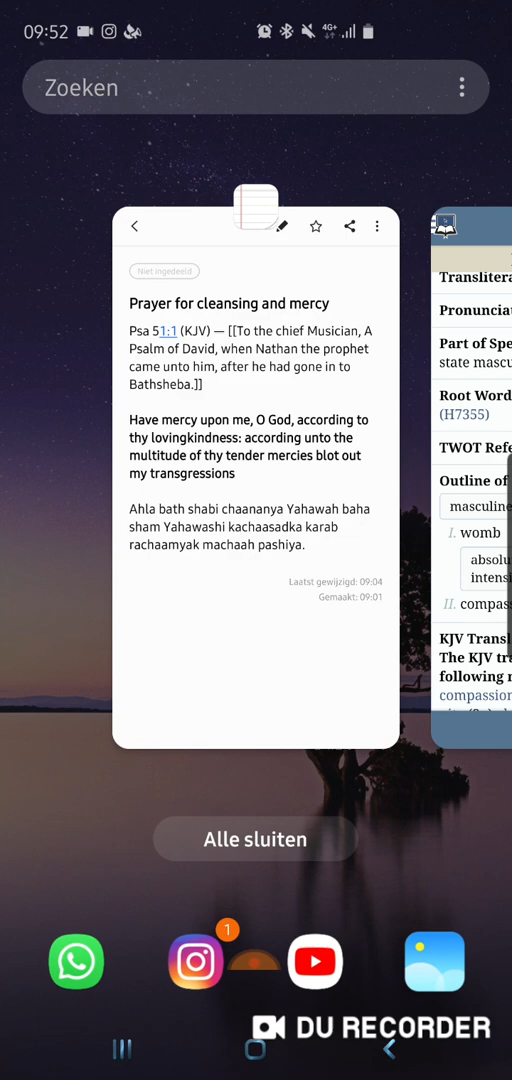 09:52
4G+
Zoeken
Niet ingedeeld
Prayer for cleansing and mercy
Psa 51:1 (KJV) — [[To the chief Musician, A
Psalm of David, when Nathan the prophet
came unto him, after he had gone in to
Bathsheba.]]
Have mercy upon me, O God, according to
thy lovingkindness: according unto the
multitude of thy tender mercies blot out
my transgressions
Ahla bath shabi chaananya Yahawah baha
sham Yahawashi kachaasadka karab
rachaamyak machaah pashiya.
Laatst gewijzigd: 09:04
Gemaakt: 09:01
Translitera
Pronuncia
Part of Spe
state mascu
Root Word
(H7355)
TWOT Refe
Outline of
masculine
I. womb
absolu
intensi
II. compas
KJV Transl
The KJV tra
following m
compassion
Alle sluiten
1
DU RECORDER